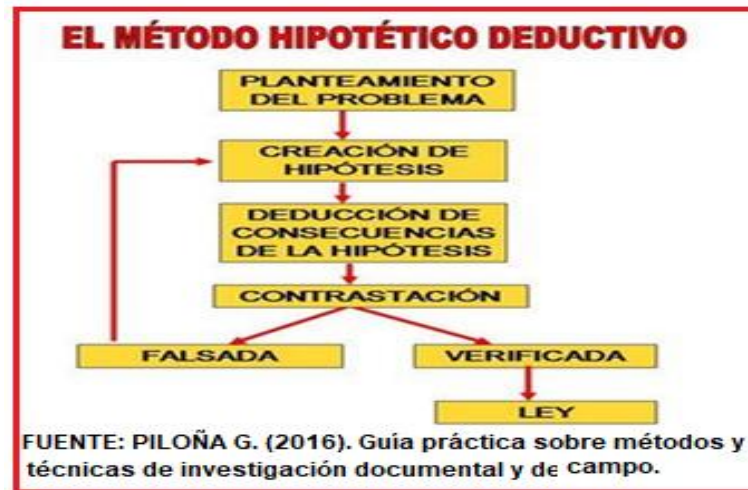 EL MÉTODO HIPOTÉTICO DEDUCTIVO
PLANTEAMIENTO
DEL PROBLEMA
CREACIÓN DE
HIPÓTESIS
DEDUCCIÓN DE
CONSECUENCIAS
DE LA HIPÓTESIS
CONTRASTACIÓN
FALSADA
VERIFICADA
LEY
FUENTE: PILOÑA G. (2016). Guía práctica sobre métodos y
técnicas de investigación documental y de campo.